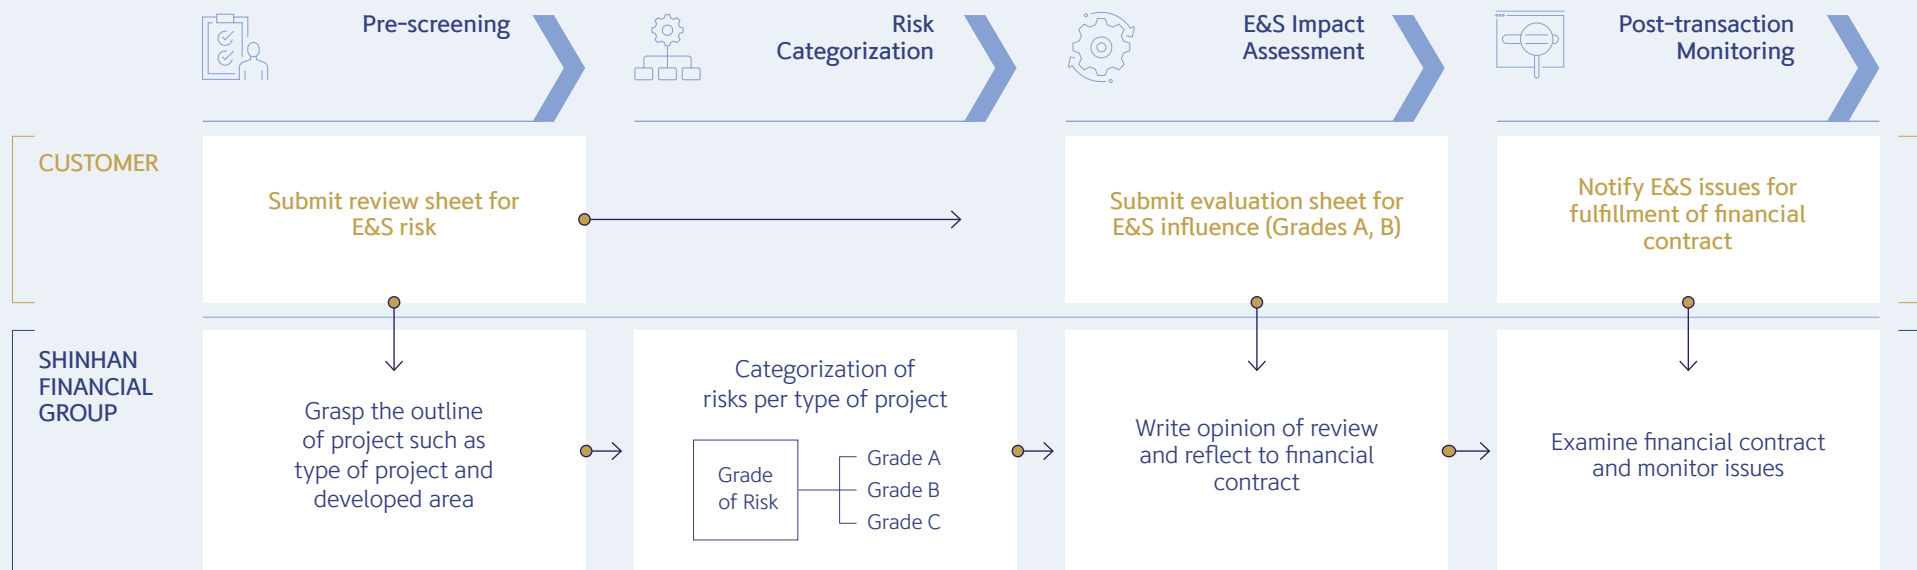 Pre-screening
Risk
Categorization
E&S Impact
Assessment
Post-transaction
Monitoring
CUSTOMER
Submit review sheet for
E&S risk
Submit evaluation sheet for
E&S influence (Grades A, B)
Notify E&S issues for
fulfillment of financial
contract
SHINHAN
FINANCIAL
GROUP
Grasp the outline
of project such as
type of project and
developed area
Categorization of
risks per type of project
Grade
of Risk
Grade A
Grade B
Grade C
Write opinion of review
and reflect to financial
contract
Examine financial contract
and monitor issues